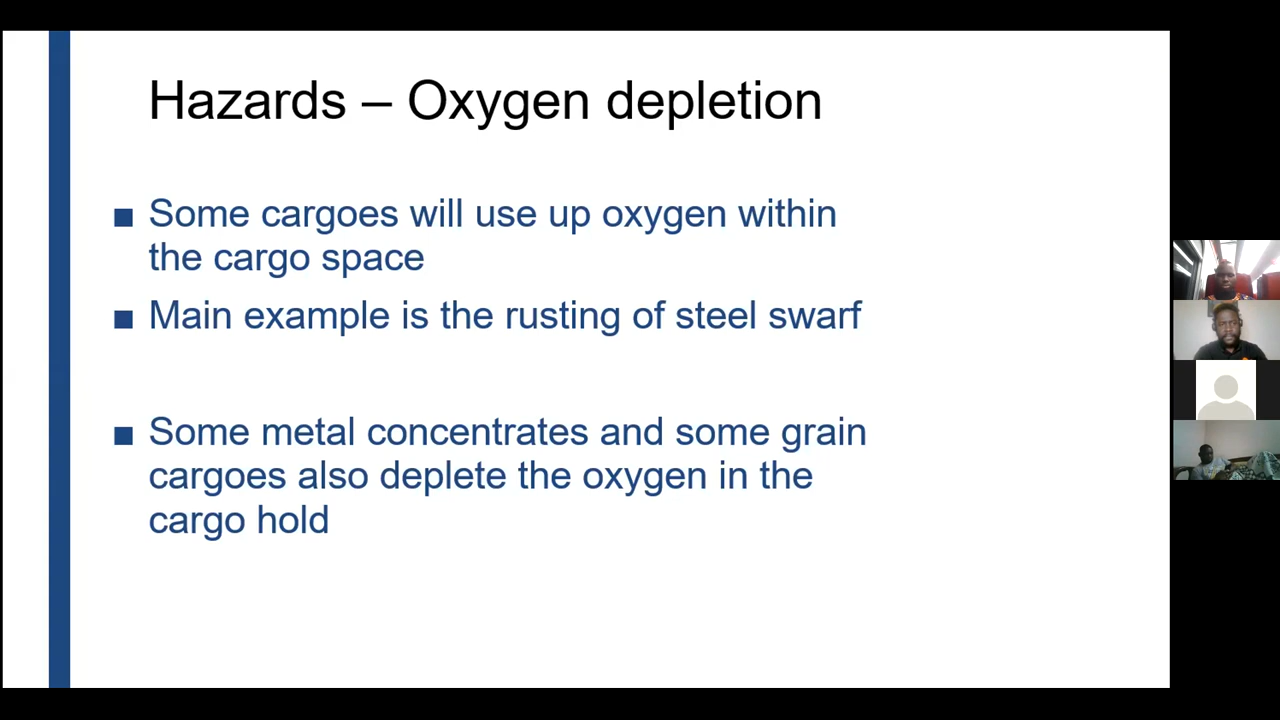 Hazards – Oxygen depletion
■ Some cargoes will use up oxygen within
the cargo space
■ Main example is the rusting of steel swarf
■ Some metal concentrates and some grain
cargoes also deplete the oxygen in the
cargo hold